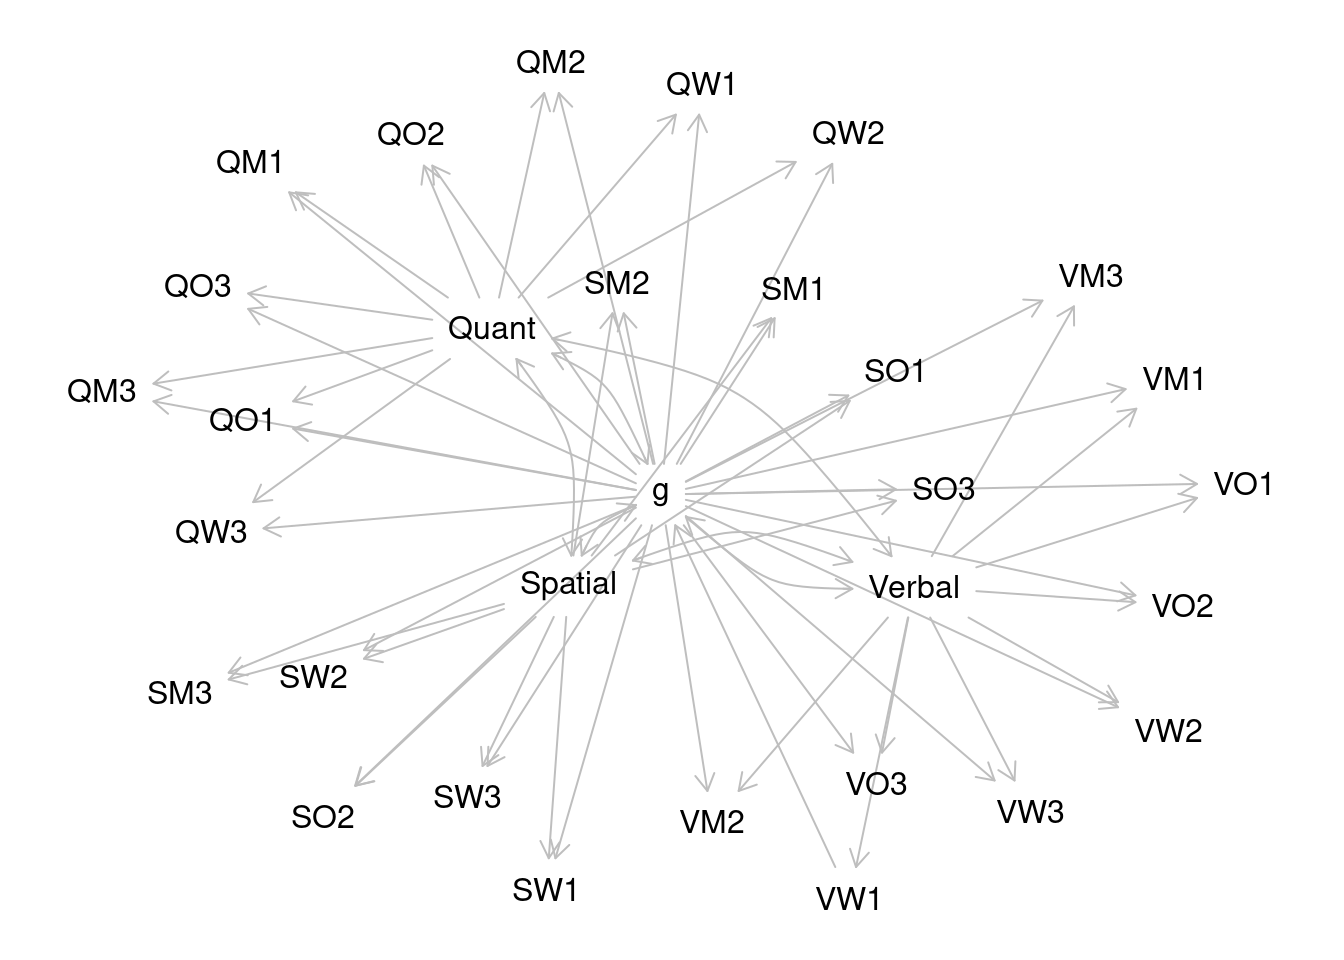 QM2
QW1
QO2
QW2
QM1
QO3
SM2
SM1
VM3
Quant
SO1
VM1
QM3
QO1
g
SO3
VO1
QW3
Spatial
Verbal
VO2
SM3
SW2
VW2
SO2
SW3
VO3
VM2
VW3
SW1
VW1